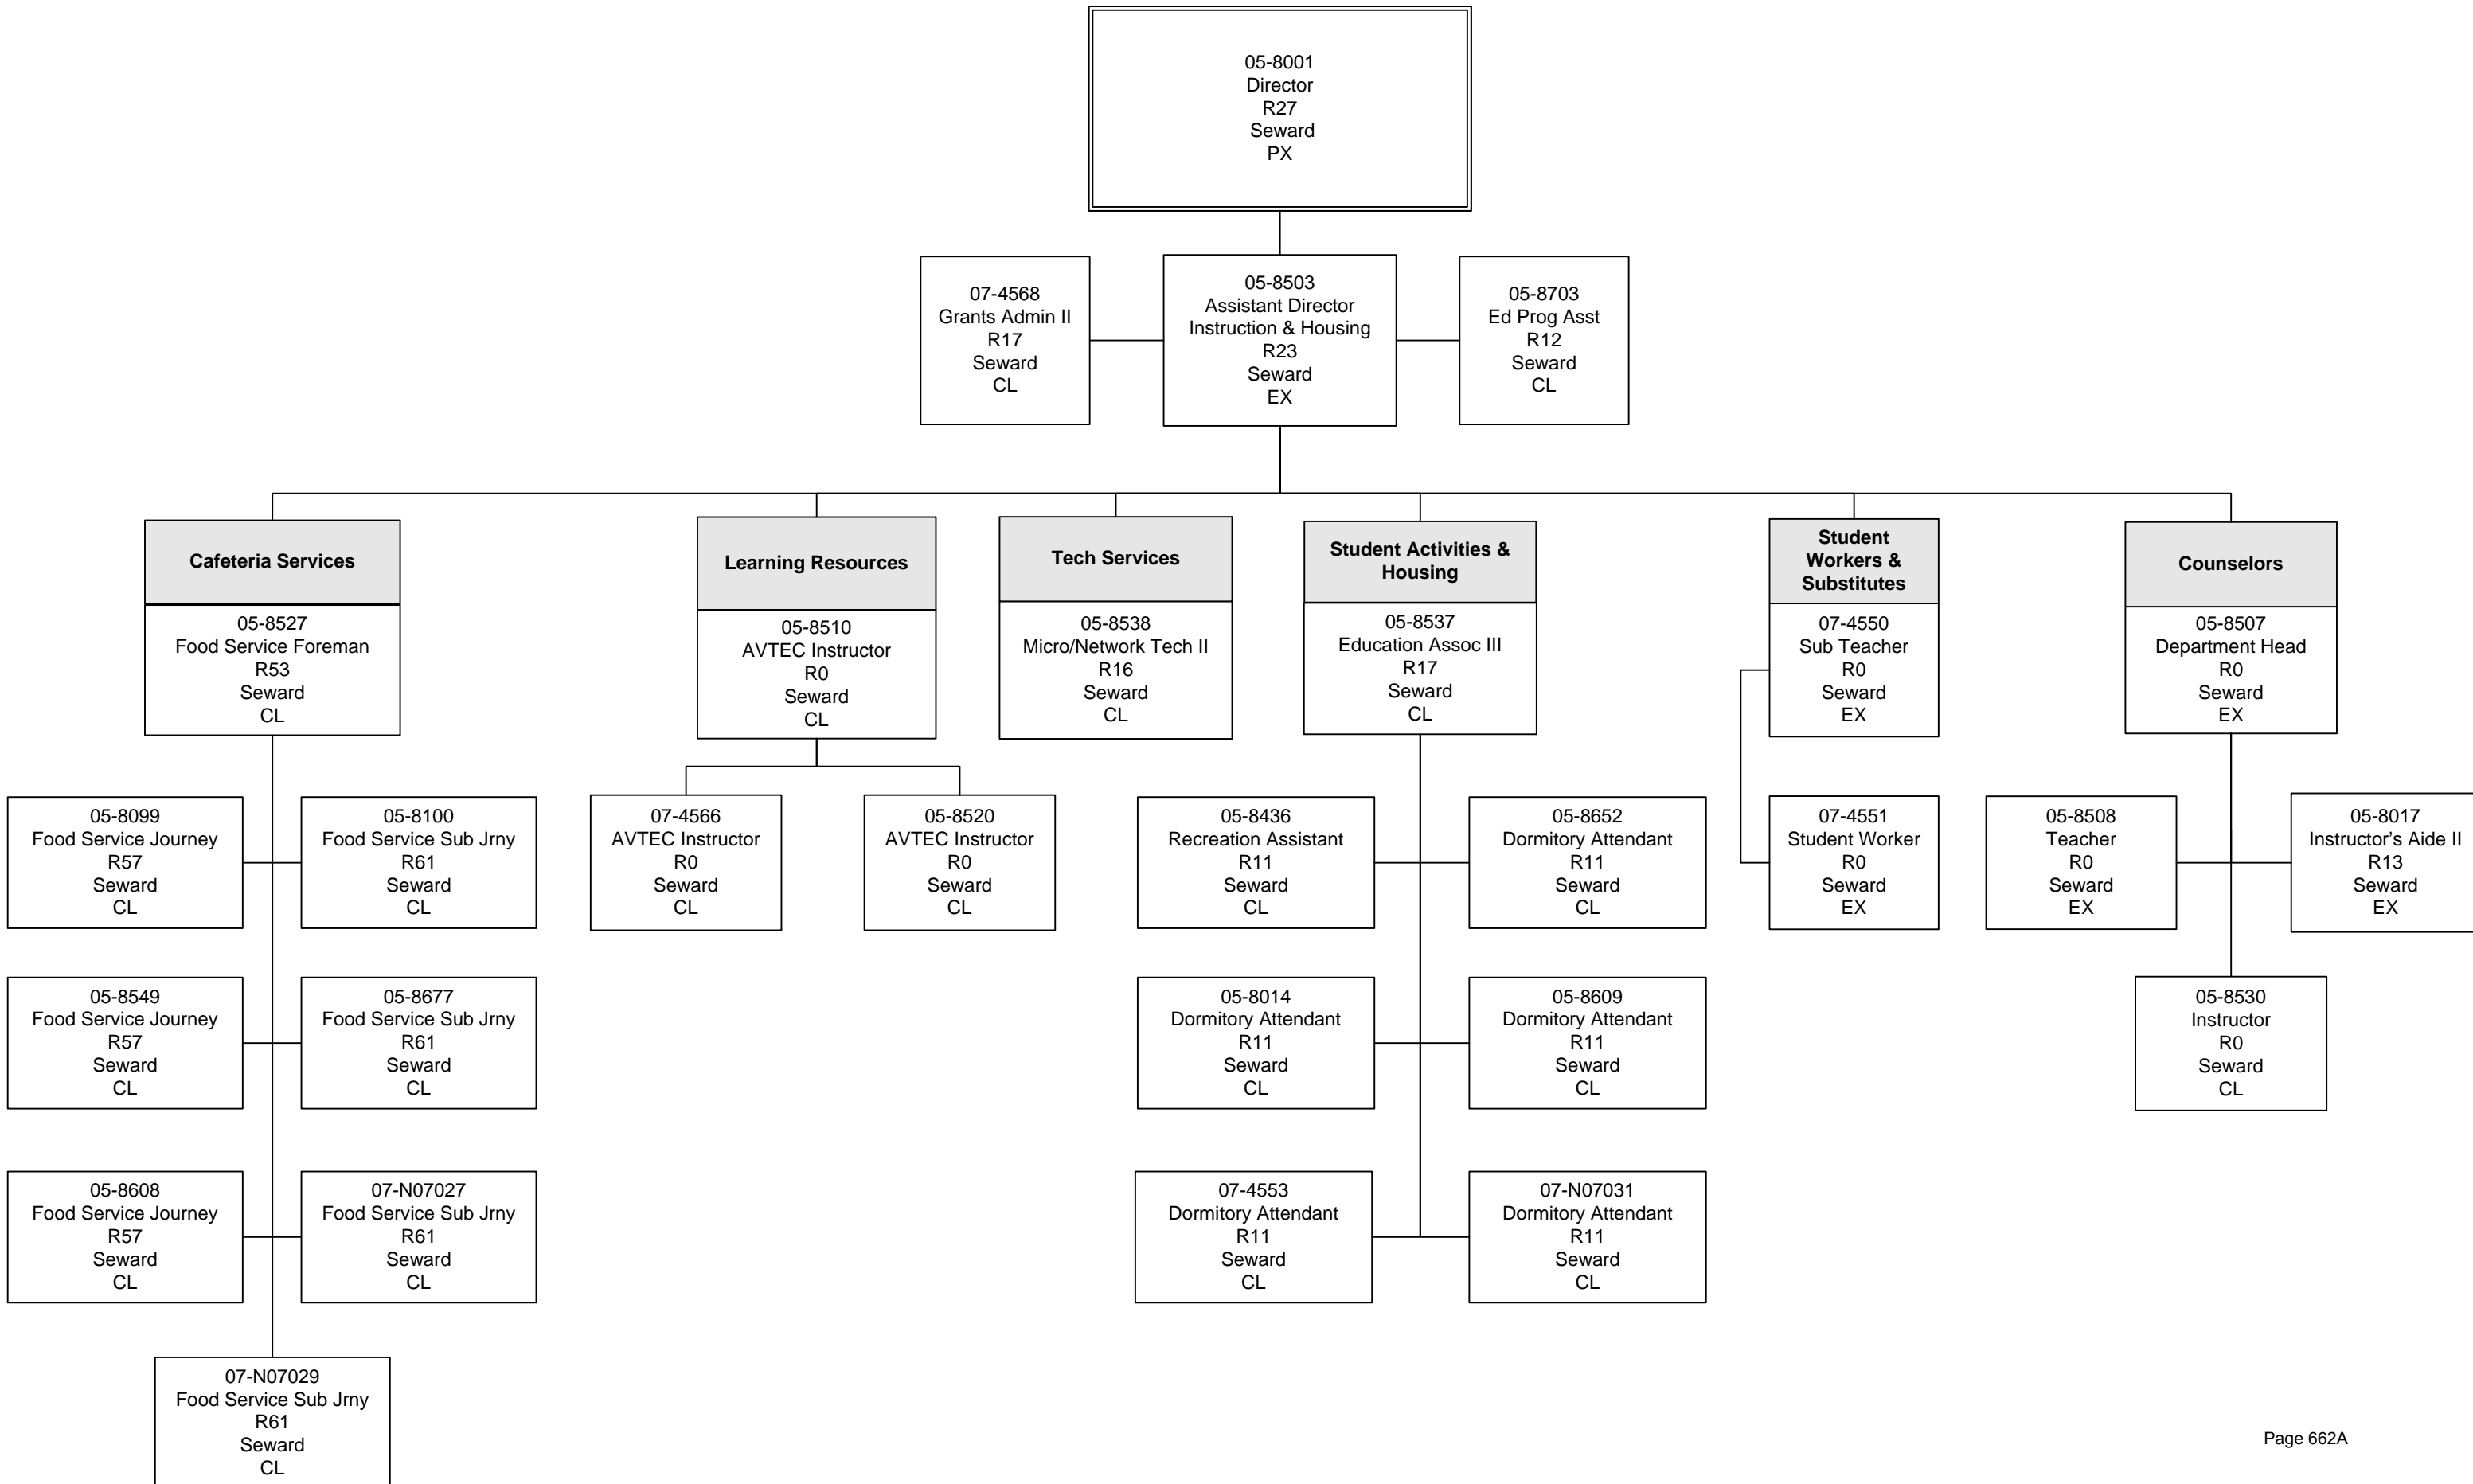 05-8001
Director
R27
Seward
PX
07-4568
Grants Admin II
R17
Seward
CL
05-8503
Assistant Director
Instruction & Housing
R23
Seward
EX
05-8703
Ed Prog Asst
R12
Seward
CL
Cafeteria Services
05-8527
Food Service Foreman
R53
Seward
CL
05-8099
Food Service Journey
R57
Seward
CL
05-8100
Food Service Sub Jrny
R61
Seward
CL
05-8549
Food Service Journey
R57
Seward
CL
05-8677
Food Service Sub Jrny
R61
Seward
CL
05-8608
Food Service Journey
R57
Seward
CL
07-N07027
Food Service Sub Jrny
R61
Seward
CL
07-N07029
Food Service Sub Jrny
R61
Seward
CL
Learning Resources
05-8510
AVTEC Instructor
R0
Seward
CL
07-4566
AVTEC Instructor
R0
Seward
CL
05-8520
AVTEC Instructor
R0
Seward
CL
Tech Services
05-8538
Micro/Network Tech II
R16
Seward
CL
Student Activities &
Housing
05-8537
Education Assoc III
R17
Seward
CL
05-8436
Recreation Assistant
R11
Seward
CL
05-8652
Dormitory Attendant
R11
Seward
CL
05-8014
Dormitory Attendant
R11
Seward
CL
05-8609
Dormitory Attendant
R11
Seward
CL
07-4553
Dormitory Attendant
R11
Seward
CL
07-N07031
Dormitory Attendant
R11
Seward
CL
Student
Workers &
Substitutes
07-4550
Sub Teacher
R0
Seward
EX
07-4551
Student Worker
R0
Seward
EX
Counselors
05-8507
Department Head
R0
Seward
EX
05-8508
Teacher
R0
Seward
EX
05-8017
Instructor's Aide II
R13
Seward
EX
05-8530
Instructor
R0
Seward
CL
Page 662A